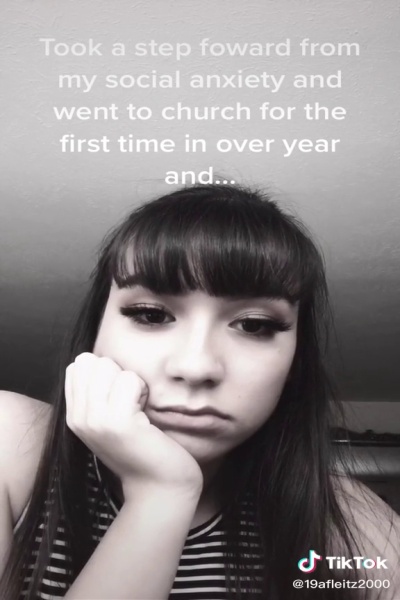 Took a step foward from
my social anxiety and
went to church for the
first time in over year
and...
TikTok
@19afleitz2000